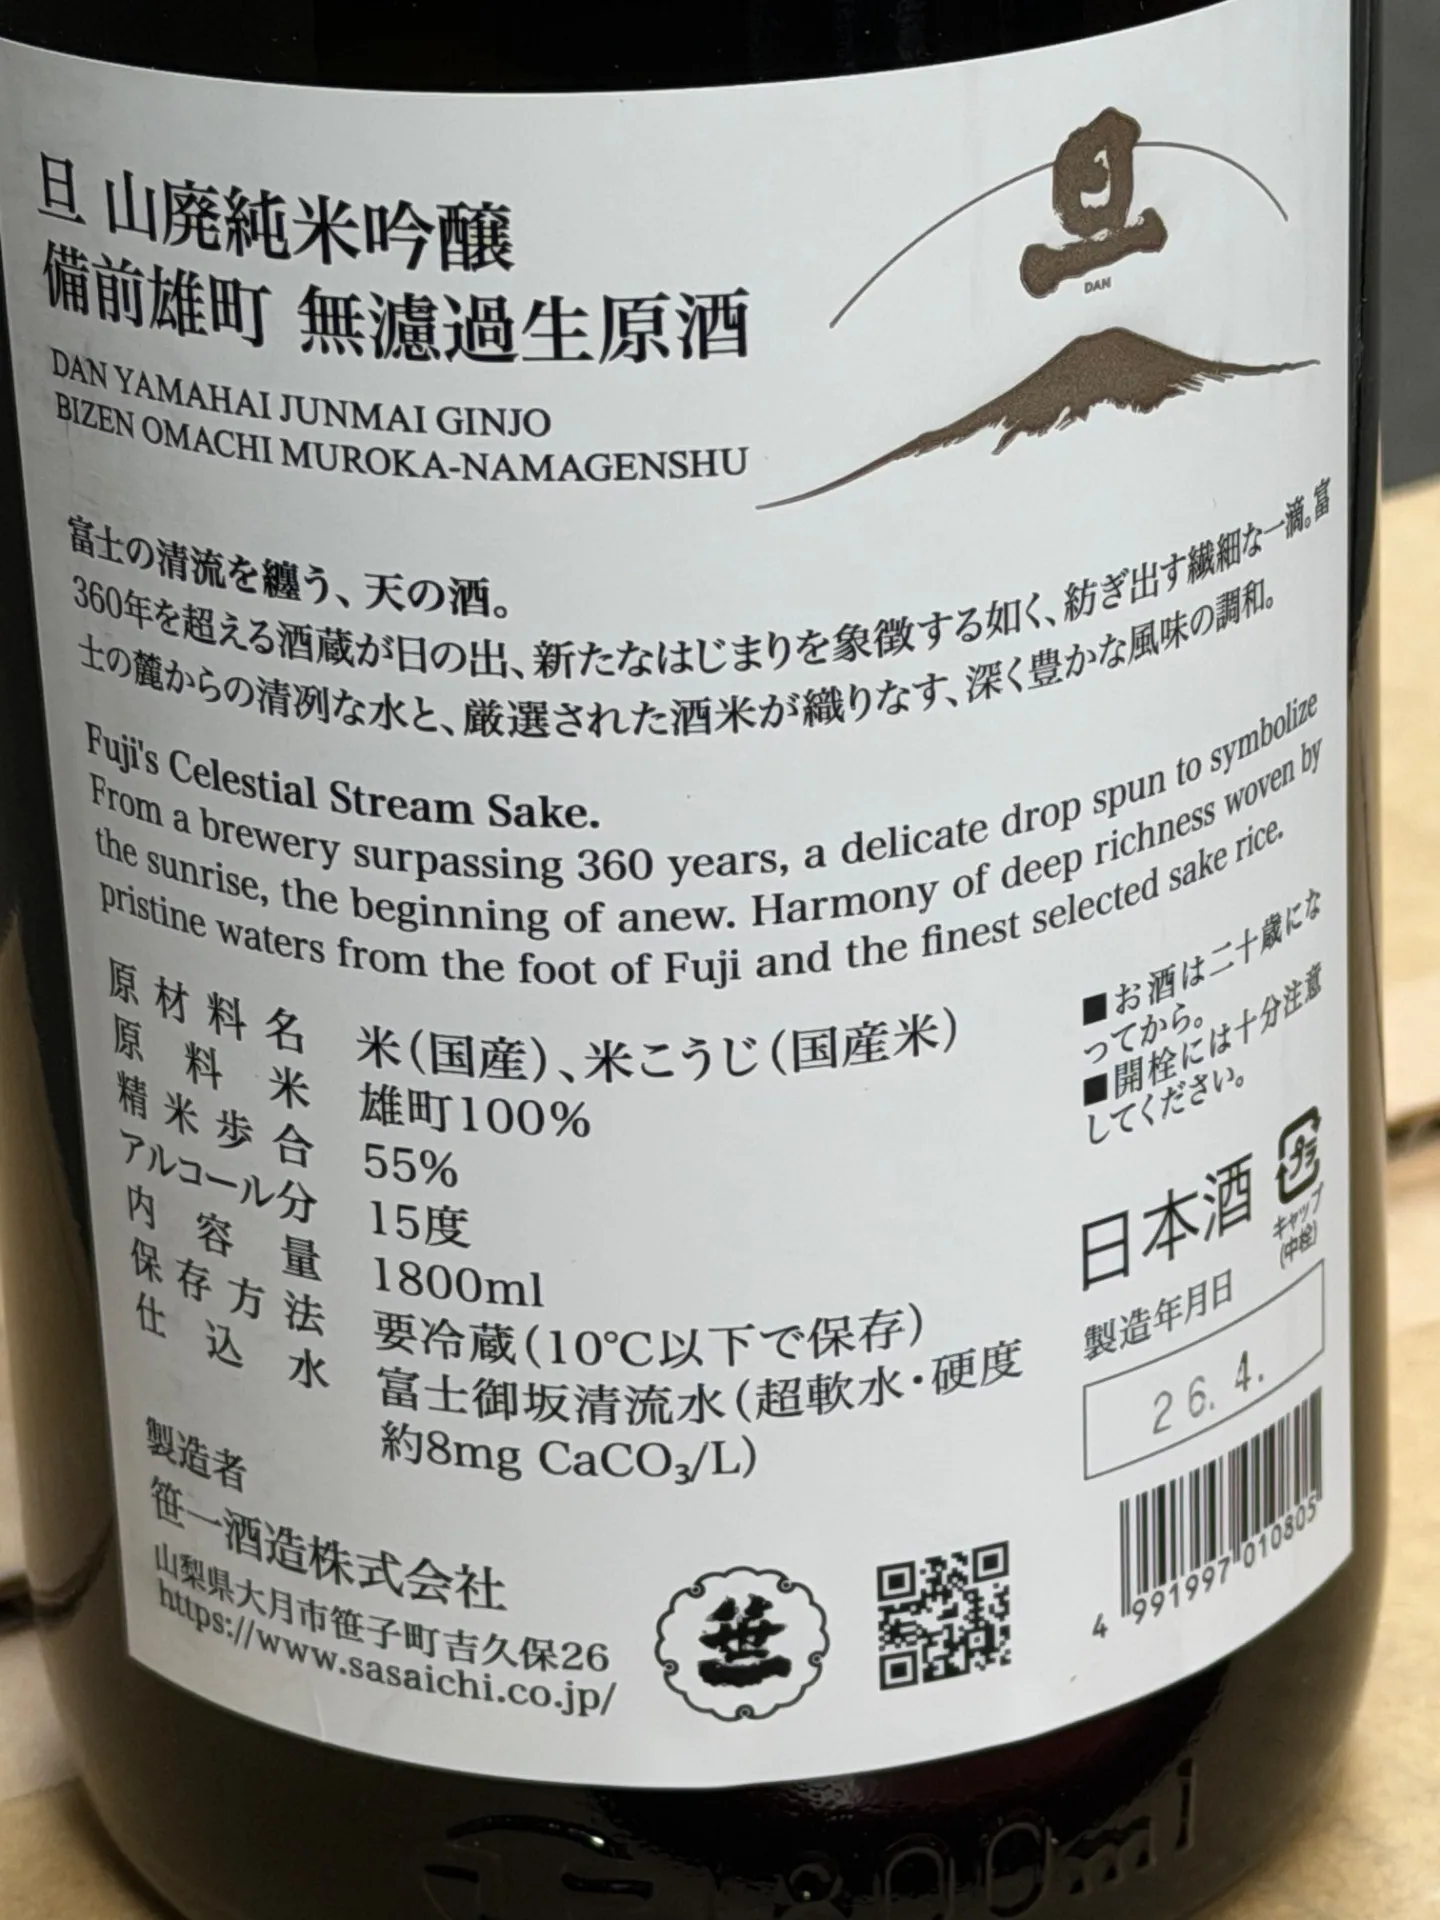 旦 山廃純米吟醸
備前雄町 無濾過生原酒
DAN YAMAHAI JUNMAI GINJO
BIZEN OMACHI MUROKA-NAMAGENSHU
旦
DAN
富士の清流を纏う、天の酒。
360年を超える酒蔵が日の出、新たなはじまりを象徴する如く、紡ぎ出す繊細な一滴。富
士の麓からの清冽な水と、厳選された酒米が織りなす、深く豊かな風味の調和。
Fuji's Celestial Stream Sake.
From a brewery surpassing 360 years, a delicate drop spun to symbolize
the sunrise, the beginning of anew. Harmony of deep richness woven by
pristine waters from the foot of Fuji and the finest selected sake rice.
原材料名 米(国産)、米こうじ(国産米)
原料米 雄町100%
精米歩合 55%
アルコール分 15度
内容量 1800ml
保存方法 要冷蔵(10℃以下で保存)
仕込水 富士御坂清流水(超軟水・硬度
約8mg CaCO₃/L)
製造者
笹一酒造株式会社
山梨県大月市笹子町吉久保26
https://www.sasaichi.co.jp/
笹一
■お酒は二十歳にな
ってから。
■開栓には十分注意
してください。
日本酒
プラ
キャップ
(中栓)
製造年月日
26.4.
4 991997 010805
1800ml